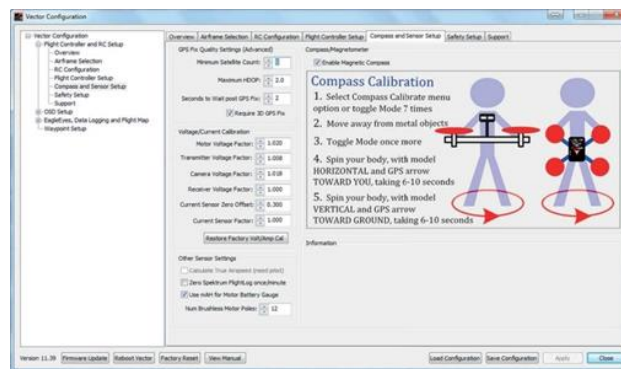 Vector Configuration
Vector Configuration
Flight Controller and RC Setup
Overview
Airframe Selection
RC Configuration
Flight Controller Setup
Compass and Sensor Setup
Safety Setup
Support
OSD Setup
EagleEyes, Data Logging and Flight Map
Waypoint Setup
Overview Airframe Selection RC Configuration Flight Controller Setup Compass and Sensor Setup Safety Setup Support
GPS Fix Quality Settings (Advanced)
Minimum Satellite Count:
Maximum HDOP: 2.0
Seconds to Wait post GPS Fix: 2
Require 3D GPS Fix
Voltage/Current Calibration
Motor Voltage Factor: 1.020
Transmitter Voltage Factor: 1.008
Camera Voltage Factor: 1.018
Receiver Voltage Factor: 1.000
Current Sensor Zero Offset: 0.300
Current Sensor Factor: 1.000
Restore Factory Volt/Amp Cal
Other Sensor Settings
Calculate True Airspeed (need pitot)
Zero Spektrum FlightLog once/minute
Use mAH for Motor Battery Gauge
Num Brushless Motor Poles: 12
Compass/Magnetometer
Enable Magnetic Compass
Compass Calibration
1. Select Compass Calibrate menu
option or toggle Mode 7 times
2. Move away from metal objects
3. Toggle Mode once more
4. Spin your body, with model
HORIZONTAL and GPS arrow
TOWARD YOU, taking 6-10 seconds
5. Spin your body, with model
VERTICAL and GPS arrow
TOWARD GROUND, taking 6-10 seconds
Information
Version 11.39 Firmware Update Reboot Vector Factory Reset View Manual Load Configuration Save Configuration Apply Close